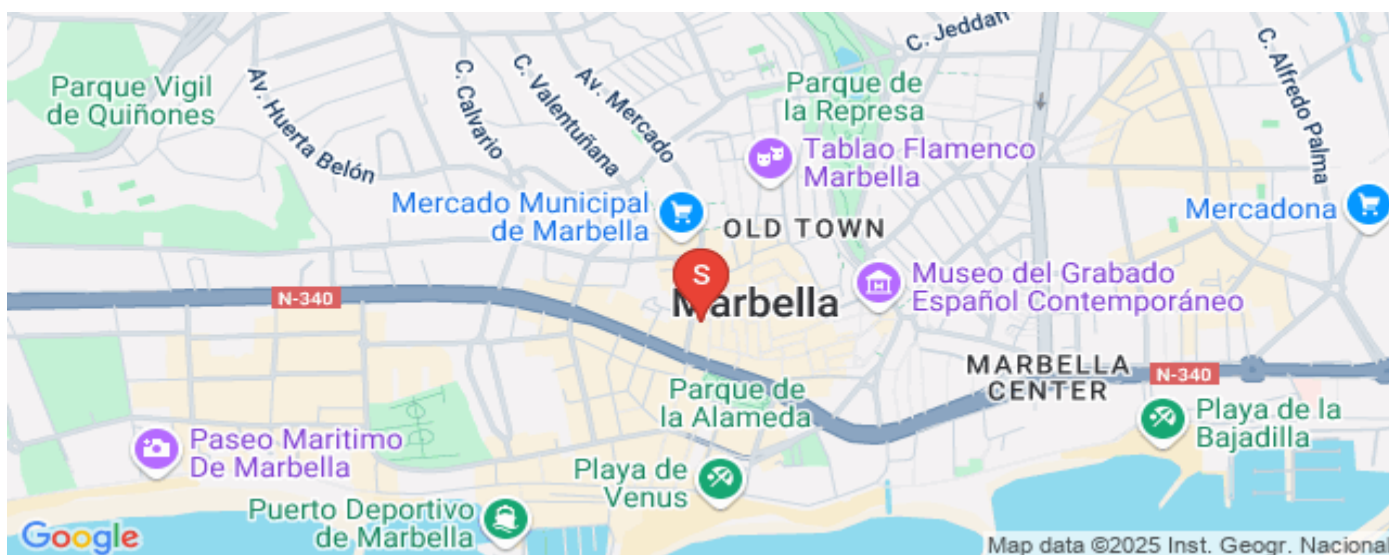 C. Jeddah
C. Alfredo Palma
Parque Vigil
de Quiñones
Av. Huerta Belón
C. Calvario
C. Valentuñana
Av. Mercado
Parque de
la Represa
Tablao Flamenco
Marbella
Mercado Municipal
de Marbella
OLD TOWN
Mercadona
S
Marbella
Museo del Grabado
Español Contemporáneo
N-340
MARBELLA
CENTER
N-340
Parque de
la Alameda
Playa de la
Bajadilla
Paseo Maritimo
De Marbella
Playa de
Venus
Puerto Deportivo
de Marbella
Google
Map data ©2025 Inst. Geogr. Nacional